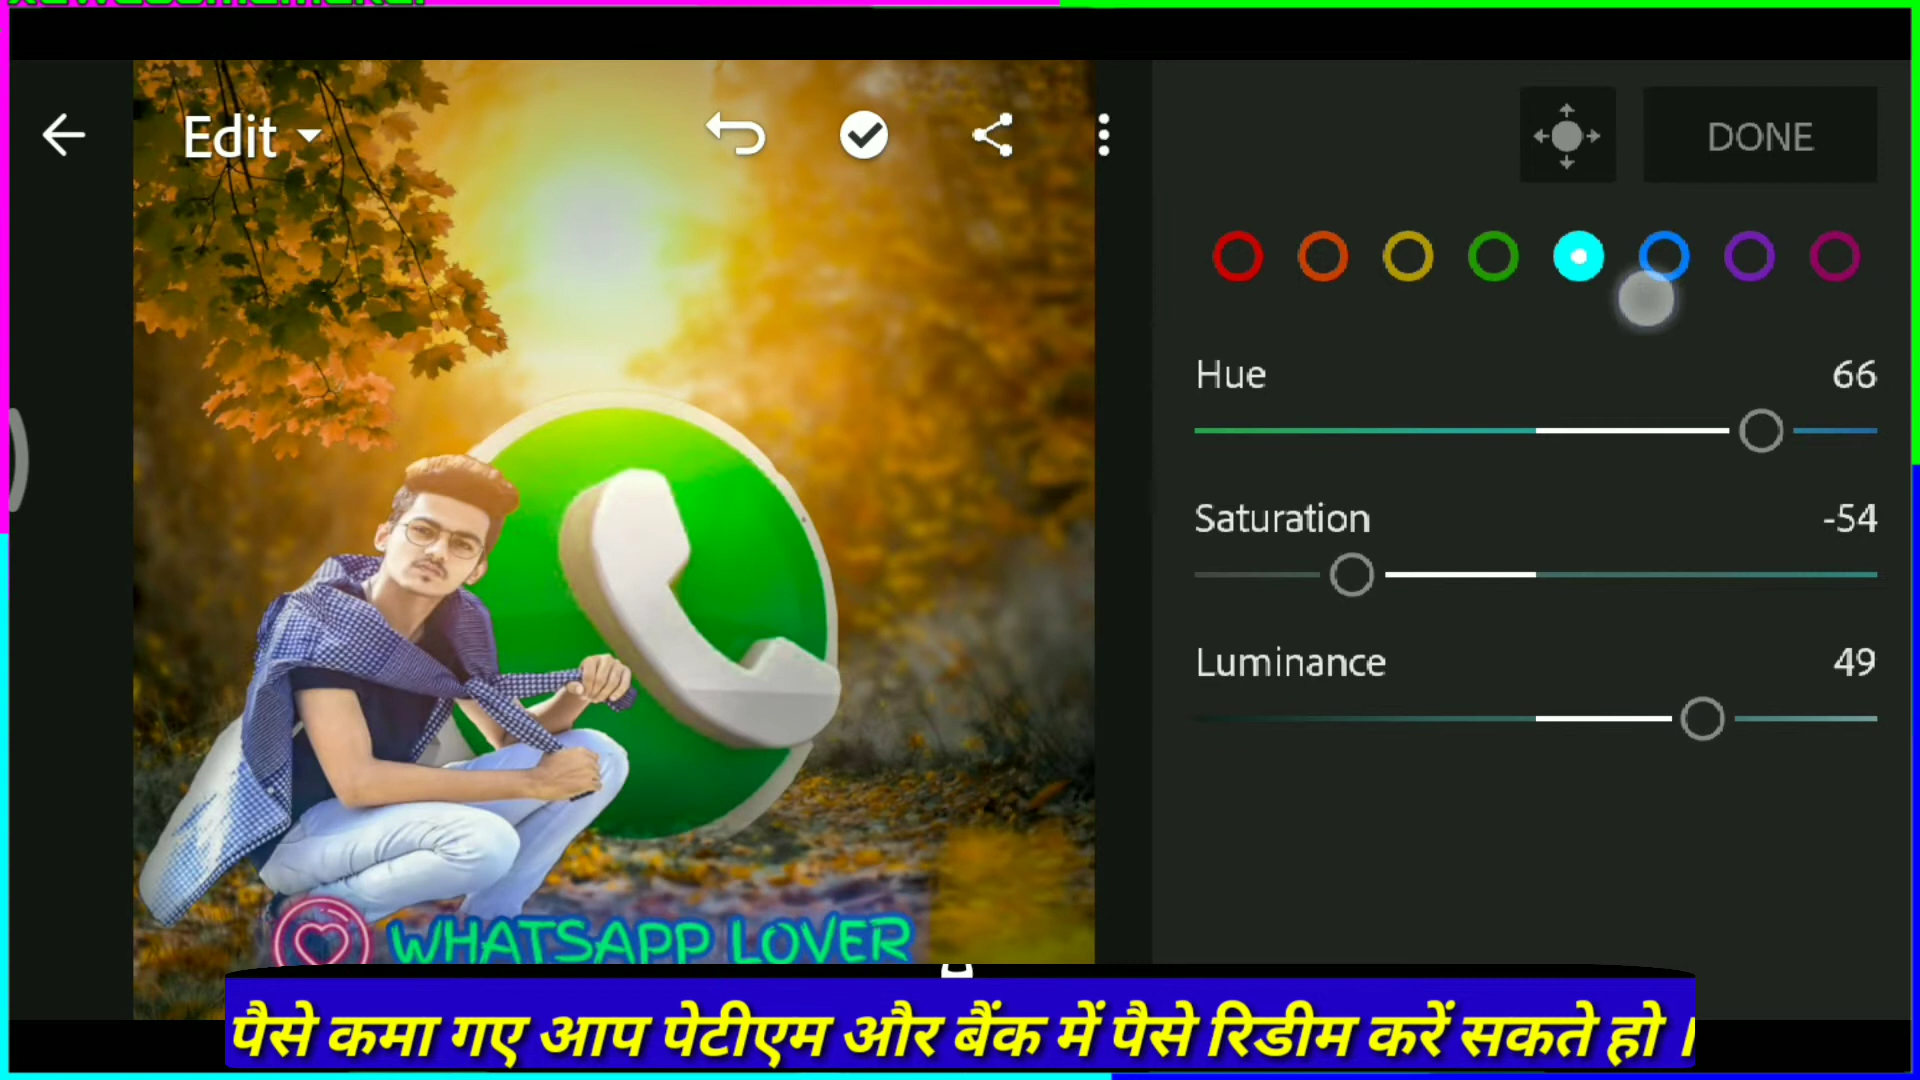 Edit
DONE
Hue 66
Saturation -54
Luminance 49
WHATSAPP LOVER
पैसे कमा गए आप पेटीएम और बैंक में पैसे रिडीम करें सकते हो ।